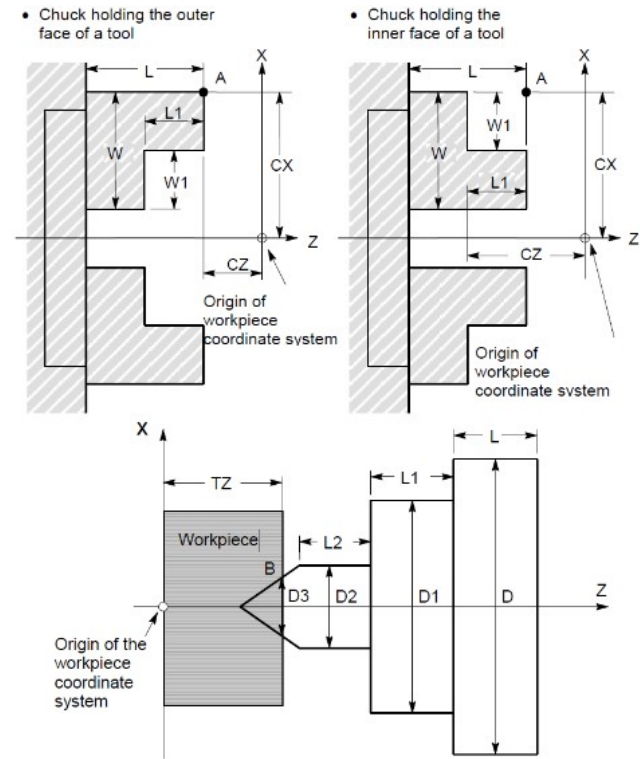 • Chuck holding the outer
face of a tool
X
L
A
L1
W
W1
CX
Z
CZ
Origin of
workpiece
coordinate system
• Chuck holding the
inner face of a tool
X
L
A
W1
W
CX
L1
Z
CZ
Origin of
workpiece
coordinate system
X
L
TZ
L1
Workpiece
L2
B
D3
D2
D1
D
Z
Origin of the
workpiece
coordinate
system